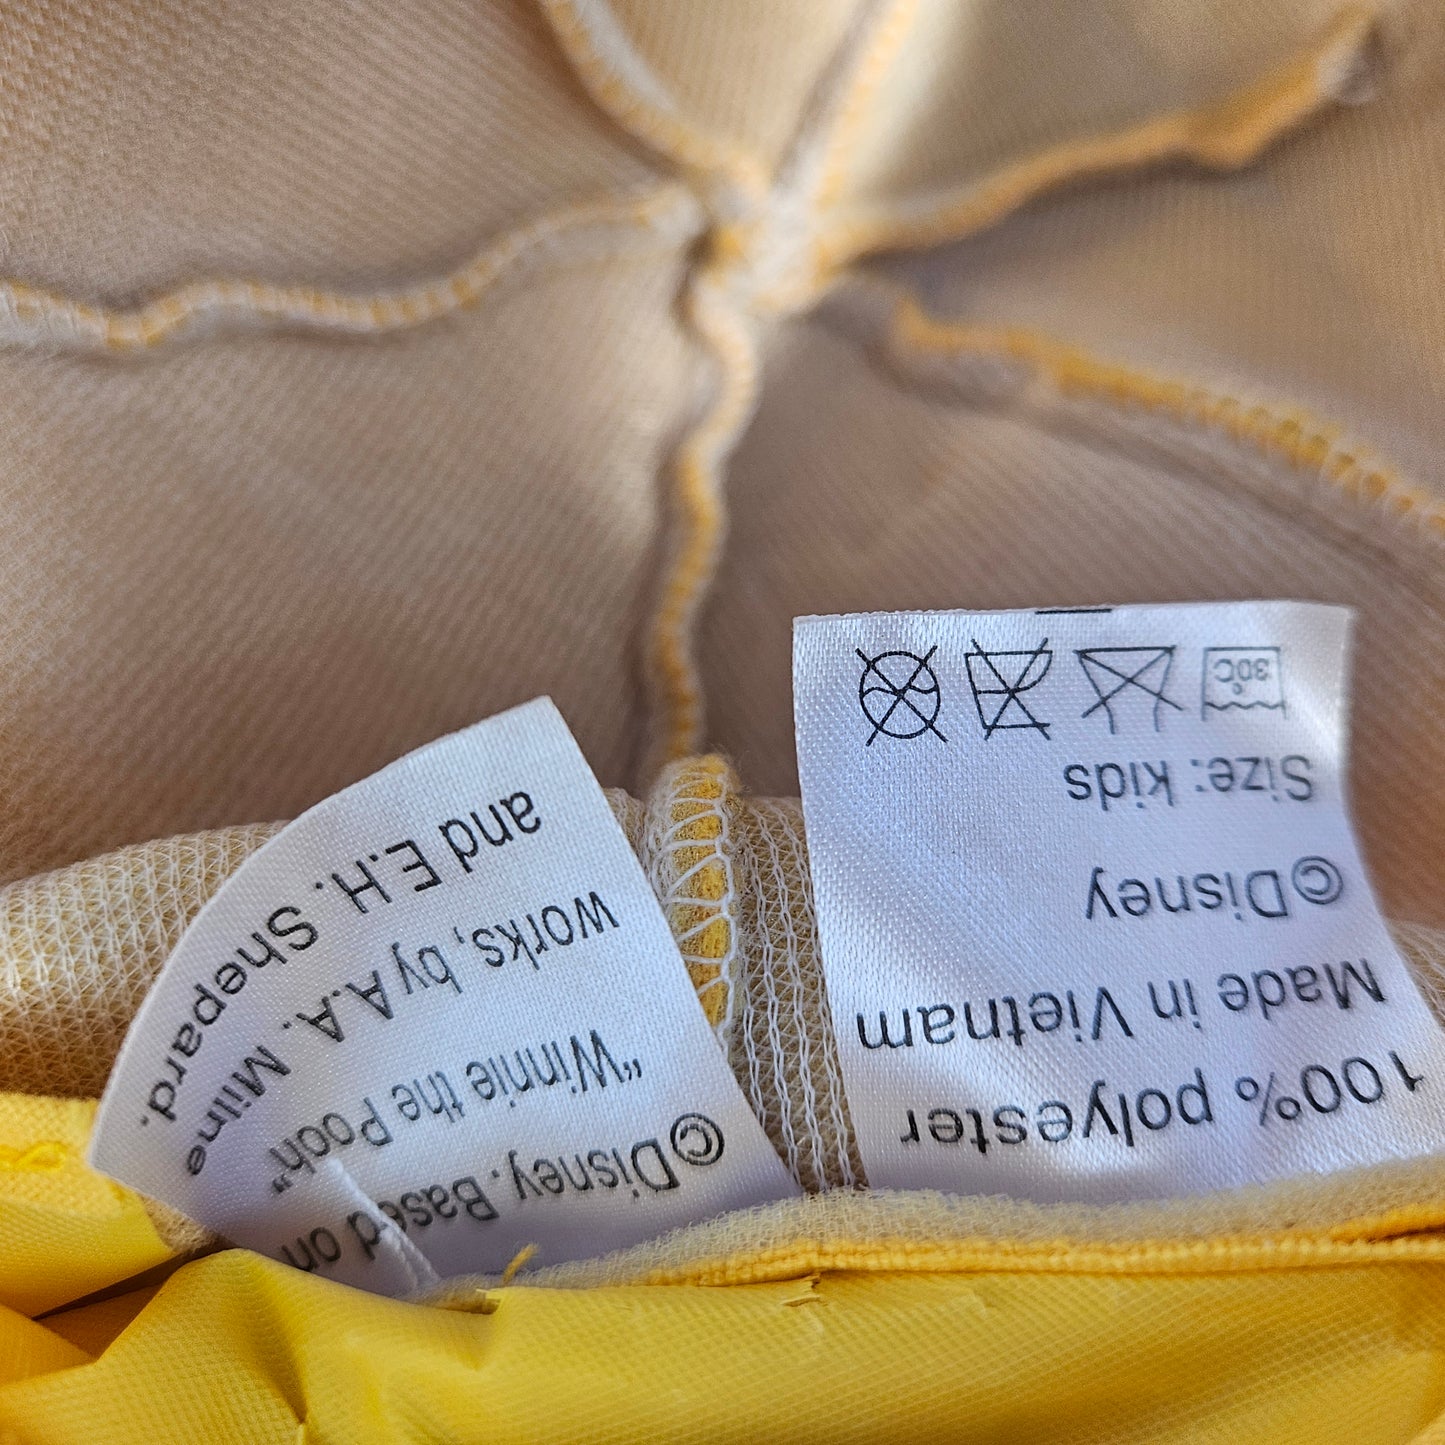 ©Disney. Based on
"Winnie the Pooh"
works, by A.A. Milne
and E.H. Shepard.
100% polyester
Made in Vietnam
©Disney
Size: kids
30C